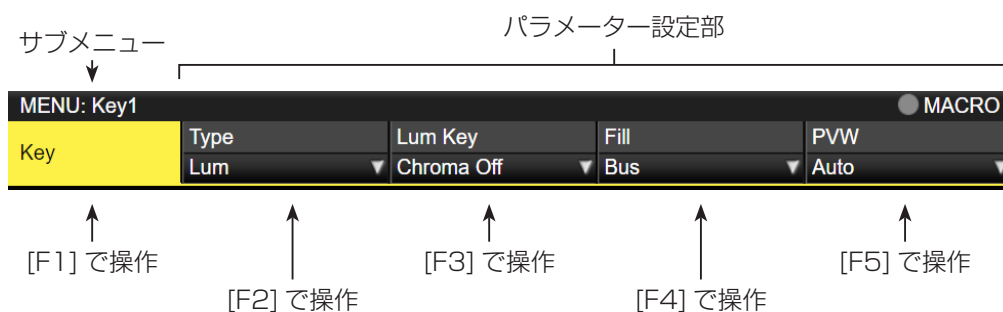 パラメーター設定部
サブメニュー
MENU: Key1 MACRO
Key Type Lum Key Fill PVW
Lum Chroma Off Bus Auto
[F1] で操作 [F3] で操作 [F5] で操作
[F2] で操作 [F4] で操作